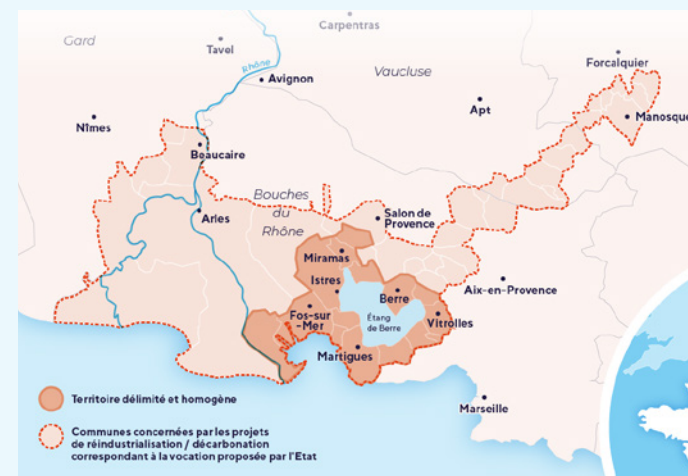 Carpentras
Gard
Tavel
Rhône
Avignon
Vaucluse
Forcalquier
Apt
Manosque
Nîmes
Beaucaire
Bouches
du
Rhône
Arles
Salon de
Provence
Miramas
Istres
Berre
Aix-en-Provence
Fos-sur
-Mer
Étang
de Berre
Vitrolles
Martigues
Marseille
Territoire délimité et homogène
Communes concernées par les projets
de réindustrialisation / décarbonation
correspondant à la vocation proposée par l'Etat